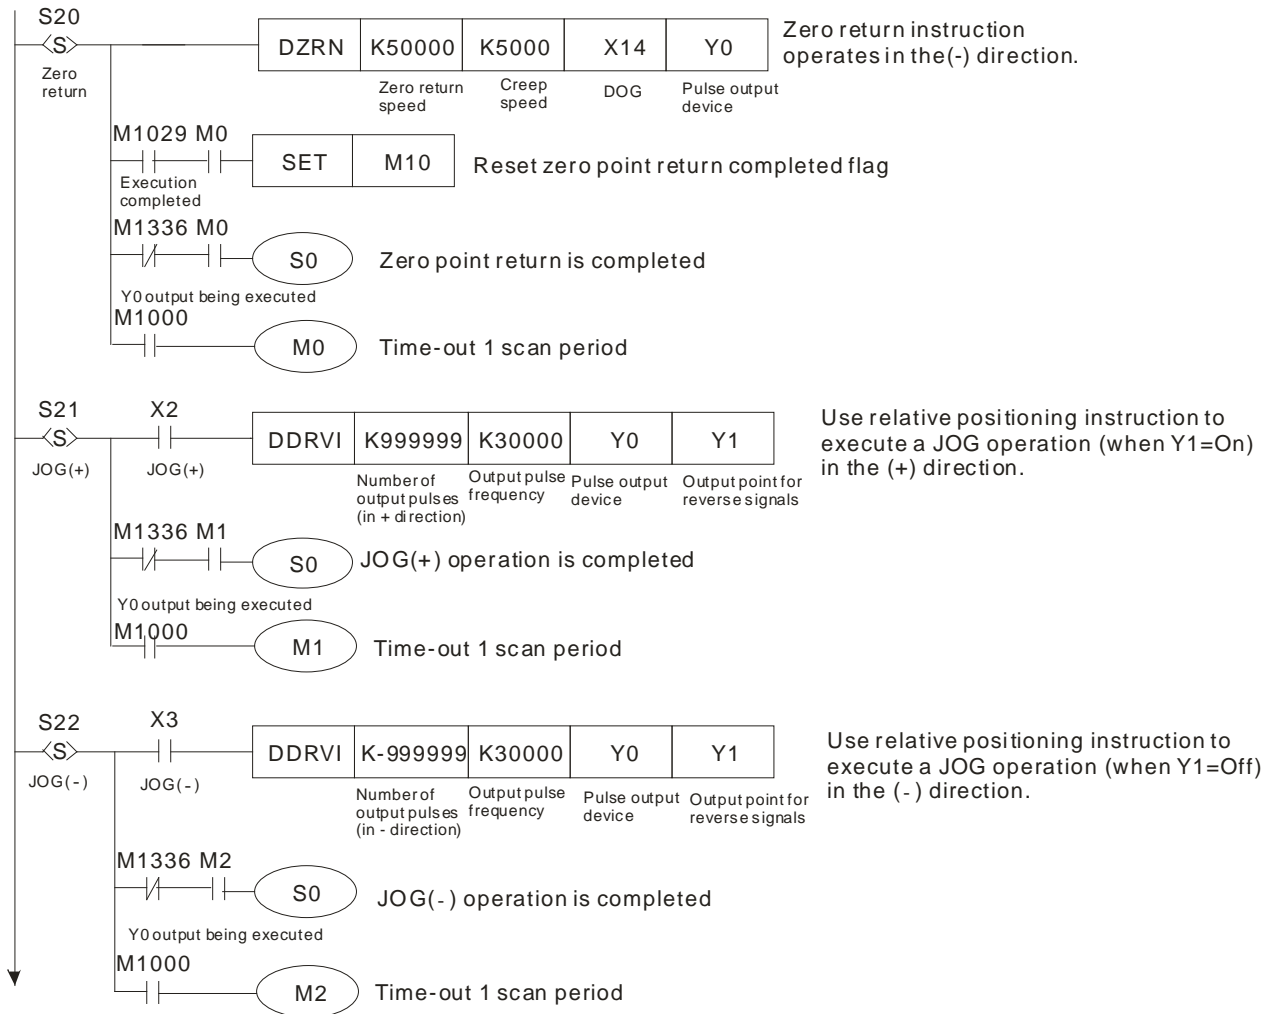 S20
S
Zero
return
DZRN K50000 K5000 X14 Y0
Zero return
speed
Creep
speed
DOG
Pulse output
device
Zero return instruction
operates in the(-) direction.
M1029 M0
Execution
completed
SET M10
Reset zero point return completed flag
M1336 M0
S0
Zero point return is completed
Y0 output being executed
M1000
M0
Time-out 1 scan period
S21
S
JOG(+)
X2
JOG(+)
DDRVI K999999 K30000 Y0 Y1
Number of
output pulses
(in + direction)
Output pulse
frequency
Pulse output
device
Output point for
reverse signals
Use relative positioning instruction to
execute a JOG operation (when Y1=On)
in the (+) direction.
M1336 M1
S0
JOG(+) operation is completed
Y0 output being executed
M1000
M1
Time-out 1 scan period
S22
S
JOG(-)
X3
JOG(-)
DDRVI K-999999 K30000 Y0 Y1
Number of
output pulses
(in - direction)
Output pulse
frequency
Pulse output
device
Output point for
reverse signals
Use relative positioning instruction to
execute a JOG operation (when Y1=Off)
in the (-) direction.
M1336 M2
S0
JOG(-) operation is completed
Y0 output being executed
M1000
M2
Time-out 1 scan period